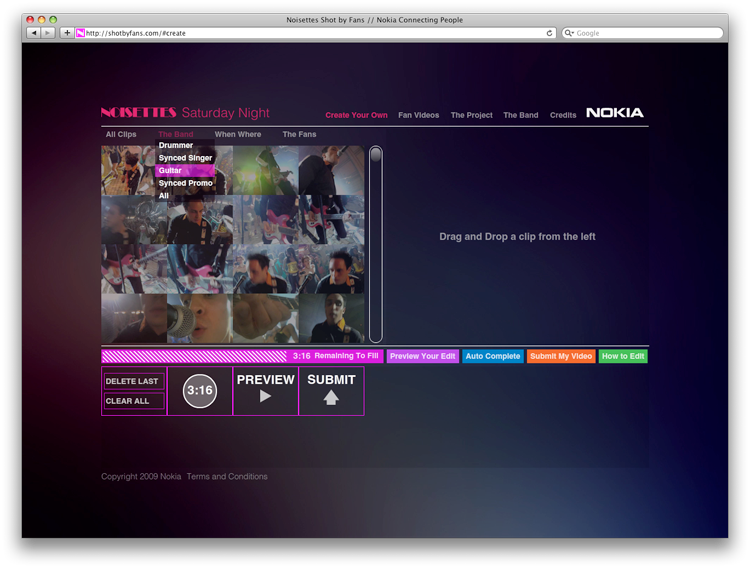 Noisettes Shot by Fans // Nokia Connecting People
http://shotbyfans.com/#create
Google
NOISETTES Saturday Night
Create Your Own Fan Videos The Project The Band Credits NOKIA
All Clips The Band When Where The Fans
Drummer
Synced Singer
Guitar
Synced Promo
All
Drag and Drop a clip from the left
3:16 Remaining To Fill Preview Your Edit Auto Complete Submit My Video How to Edit
DELETE LAST
CLEAR ALL
3:16
PREVIEW
SUBMIT
Copyright 2009 Nokia Terms and Conditions